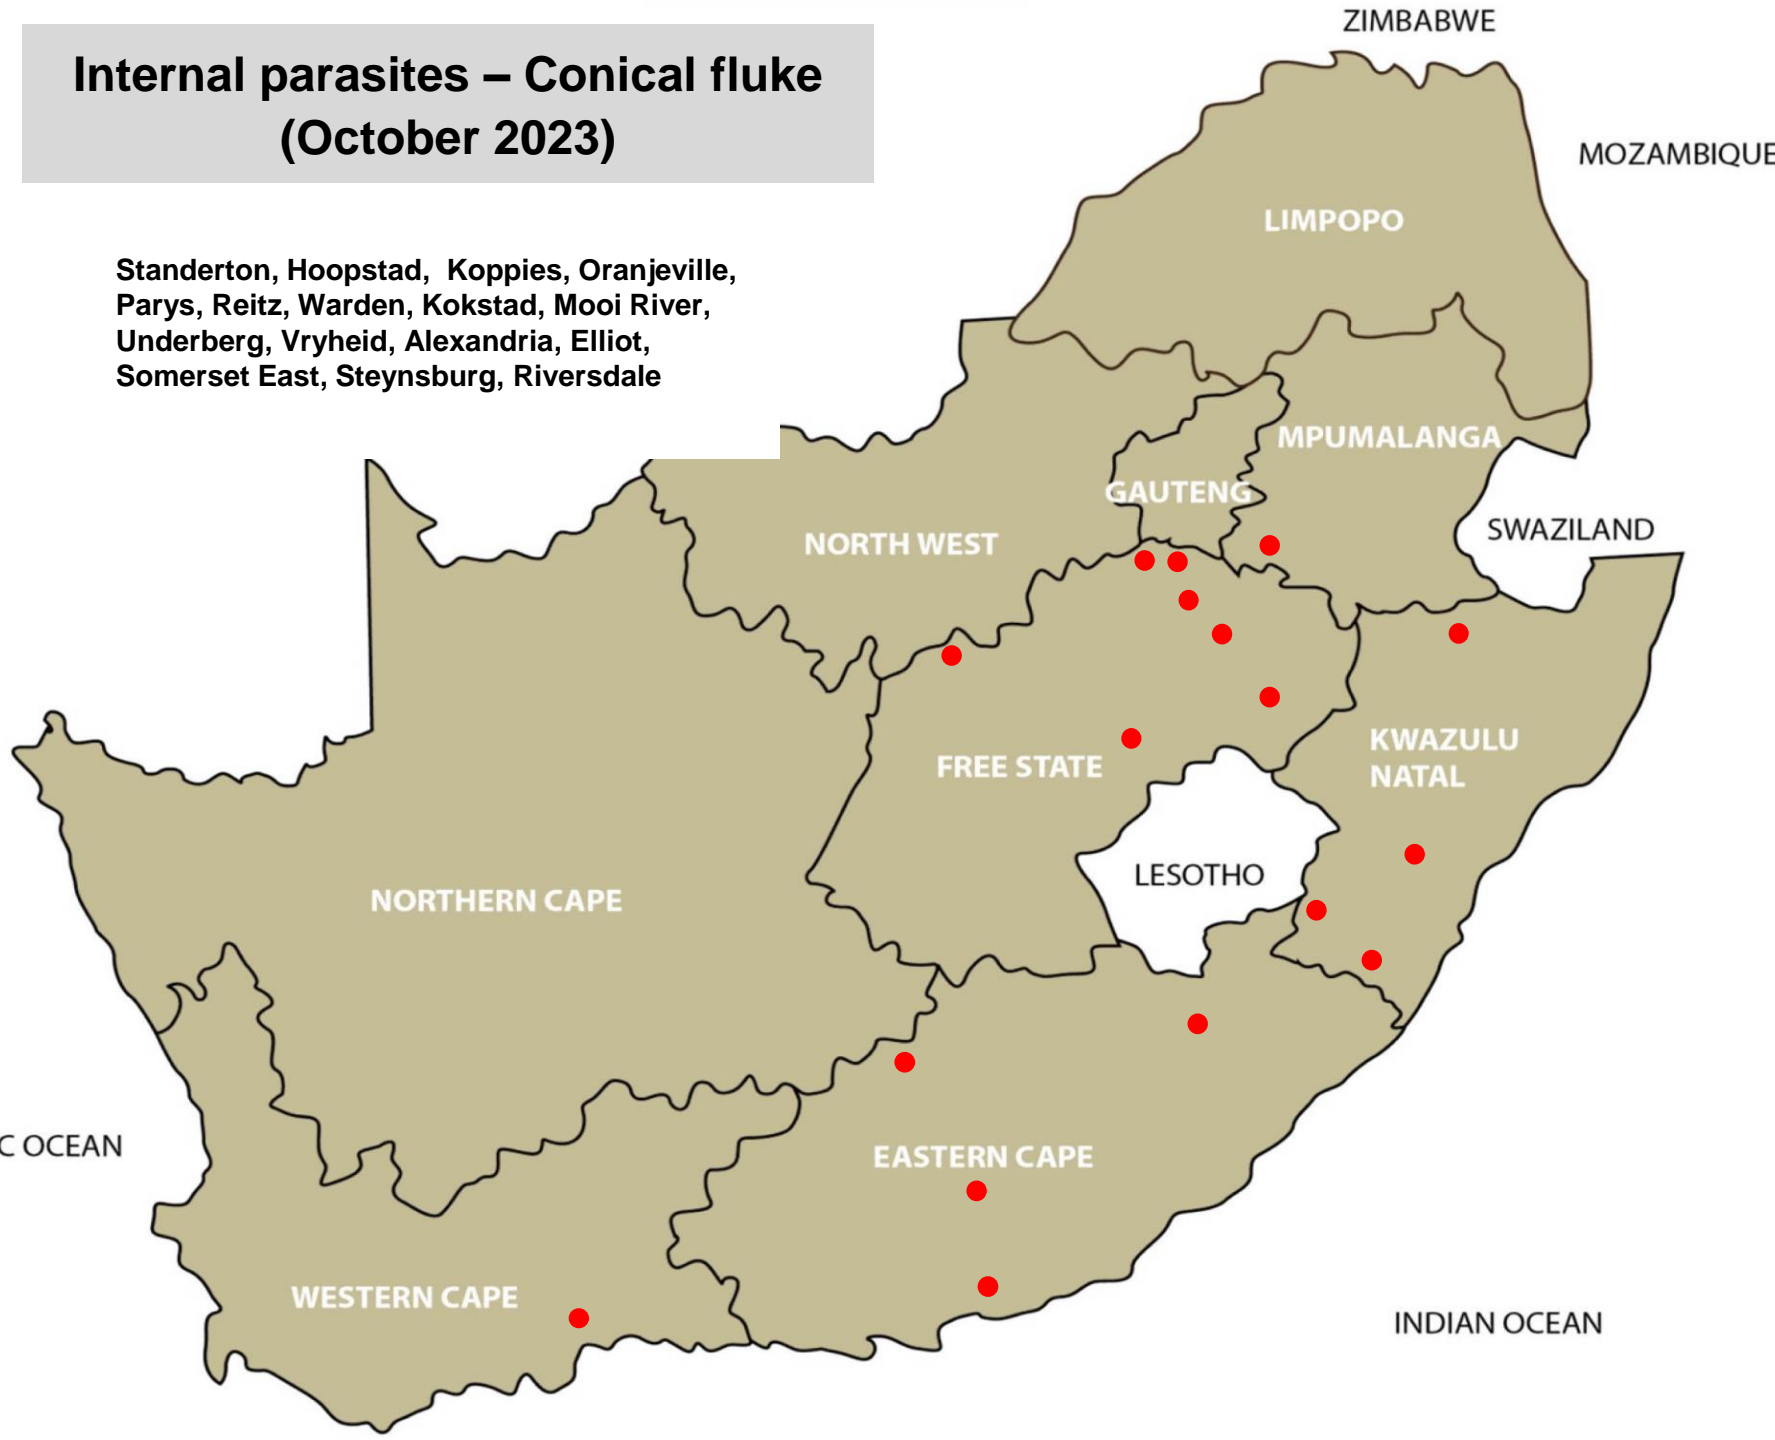 Internal parasites – Conical fluke
(October 2023)
Standerton, Hoopstad, Koppies, Oranjeville,
Parys, Reitz, Warden, Kokstad, Mooi River,
Underberg, Vryheid, Alexandria, Elliot,
Somerset East, Steynsburg, Riversdale
ZIMBABWE
MOZAMBIQUE
LIMPOPO
MPUMALANGA
GAUTENG
NORTH WEST
SWAZILAND
KWAZULU
NATAL
FREE STATE
LESOTHO
NORTHERN CAPE
C OCEAN
EASTERN CAPE
WESTERN CAPE
INDIAN OCEAN